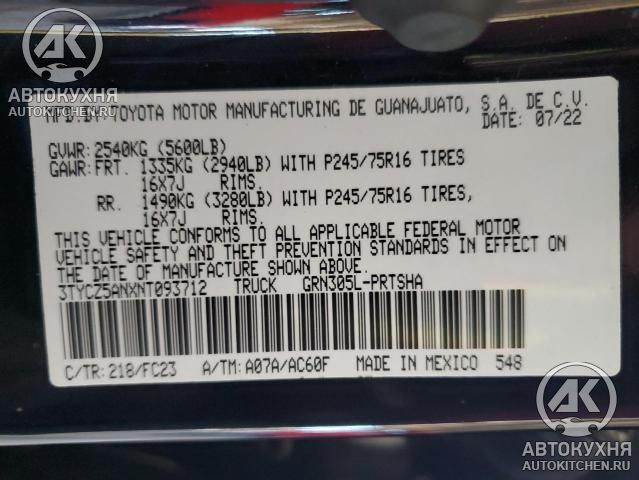 AK
АВТОКУХНЯ
AUTOKITCHEN.RU
MFD.BY:TOYOTA MOTOR MANUFACTURING DE GUANAJUATO, S.A. DE C.V.
DATE: 07/22
GVWR: 2540KG (5600LB)
GAWR: FRT. 1335KG (2940LB) WITH P245/75R16 TIRES
16X7J RIMS.
RR. 1490KG (3280LB) WITH P245/75R16 TIRES,
16X7J RIMS.
THIS VEHICLE CONFORMS TO ALL APPLICABLE FEDERAL MOTOR
VEHICLE SAFETY AND THEFT PREVENTION STANDARDS IN EFFECT ON
THE DATE OF MANUFACTURE SHOWN ABOVE.
3TYCZ5ANXNT093712 TRUCK GRN305L-PRTSHA
C/TR: 218/FC23 A/TM: A07A/AC60F MADE IN MEXICO 548
AK
АВТОКУХНЯ
AUTOKITCHEN.RU